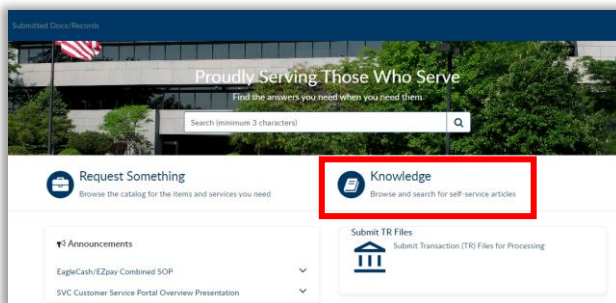 Submitted Docs/Records
Proudly Serving Those Who Serve
Find the answers you need when you need them
Search (minimum 3 characters)
Request Something
Browse the catalog for the items and services you need
Knowledge
Browse and search for self-service articles
Announcements
EagleCash/EZpay Combined SOP
SVC Customer Service Portal Overview Presentation
Submit TR Files
Submit Transaction (TR) Files for Processing